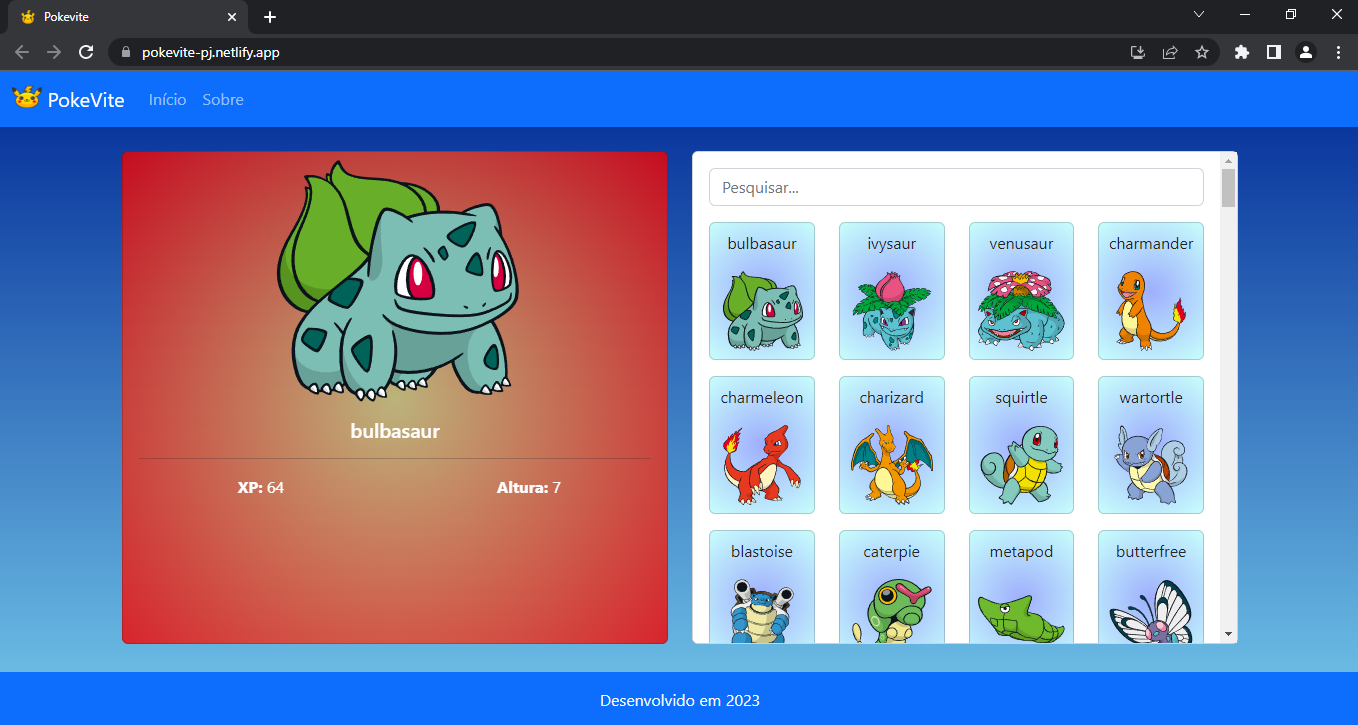 Pokevite
pokevite-pj.netlify.app
PokeVite Início Sobre
bulbasaur
XP: 64 Altura: 7
Pesquisar...
bulbasaur ivysaur venusaur charmander
charmeleon charizard squirtle wartortle
blastoise caterpie metapod butterfree
Desenvolvido em 2023